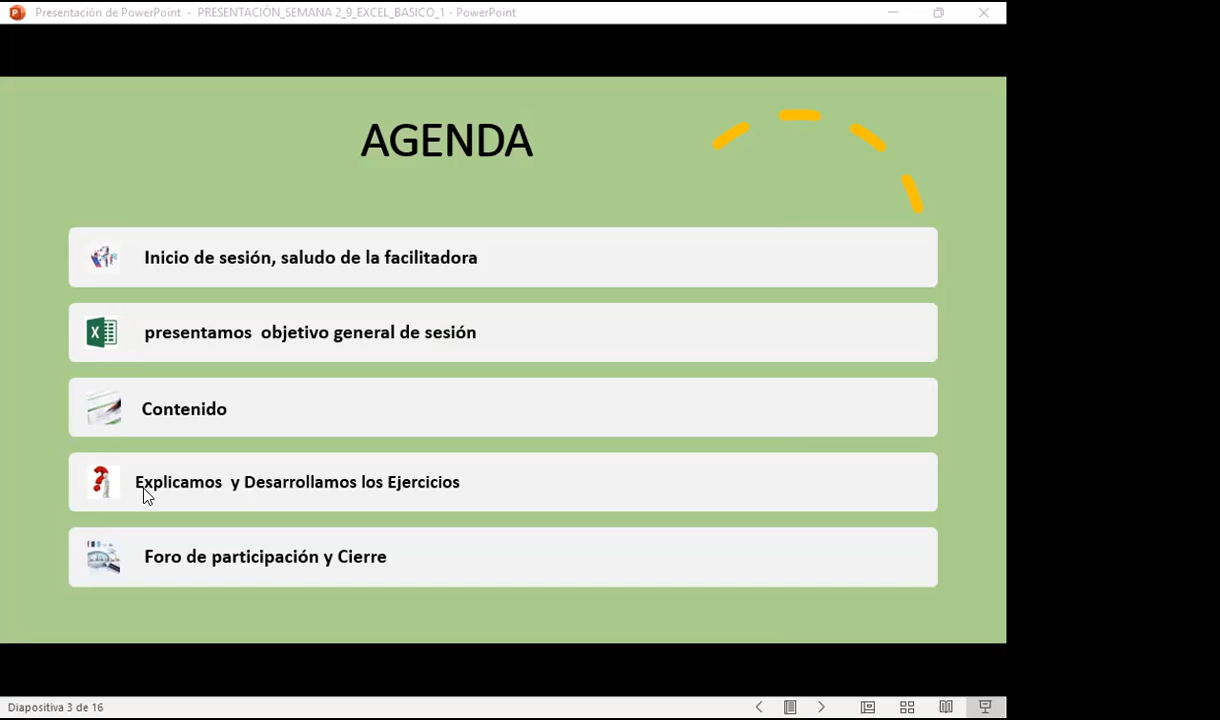 Presentación de PowerPoint - PRESENTACIÓN_SEMANA 2_9_EXCEL_BASICO_1 - PowerPoint
AGENDA
Inicio de sesión, saludo de la facilitadora
presentamos objetivo general de sesión
Contenido
Explicamos y Desarrollamos los Ejercicios
Foro de participación y Cierre
Diapositiva 3 de 16